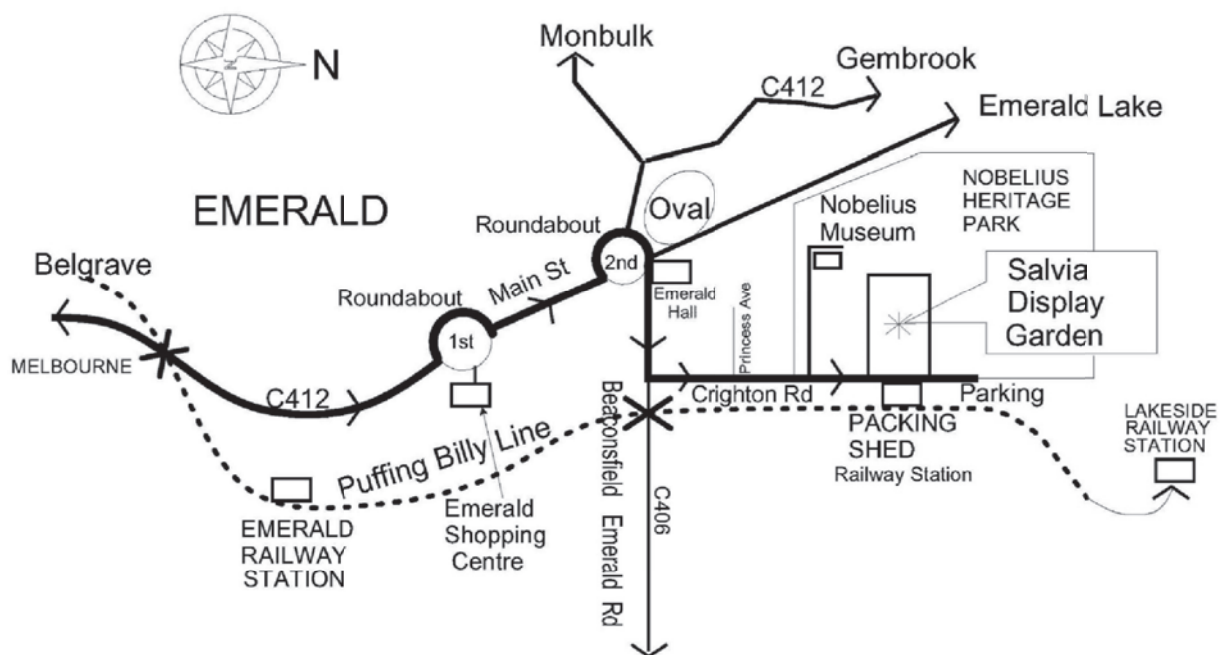 N
Monbulk
Gembrook
C412
Emerald Lake
EMERALD
Oval
NOBELIUS
HERITAGE
PARK
Nobelius
Museum
Roundabout
2nd
Belgrave
Main St
Roundabout
1st
Emerald
Hall
Princess Ave
Salvia
Display
Garden
MELBOURNE
C412
Crighton Rd
Parking
Puffing Billy Line
PACKING
SHED
Railway Station
LAKESIDE
RAILWAY
STATION
Beaconsfield Emerald Rd
C406
Emerald
Shopping
Centre
EMERALD
RAILWAY
STATION